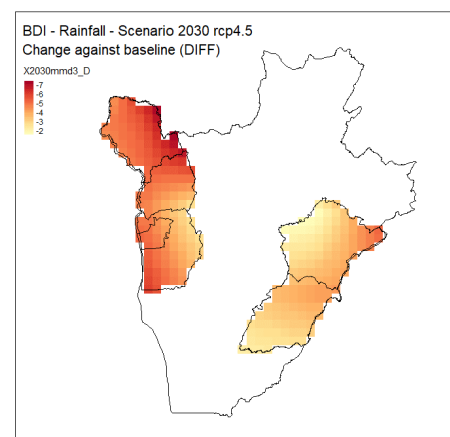 BDI - Rainfall - Scenario 2030 rcp4.5
Change against baseline (DIFF)
X2030mmd3_D
-7
-6
-5
-4
-3
-2